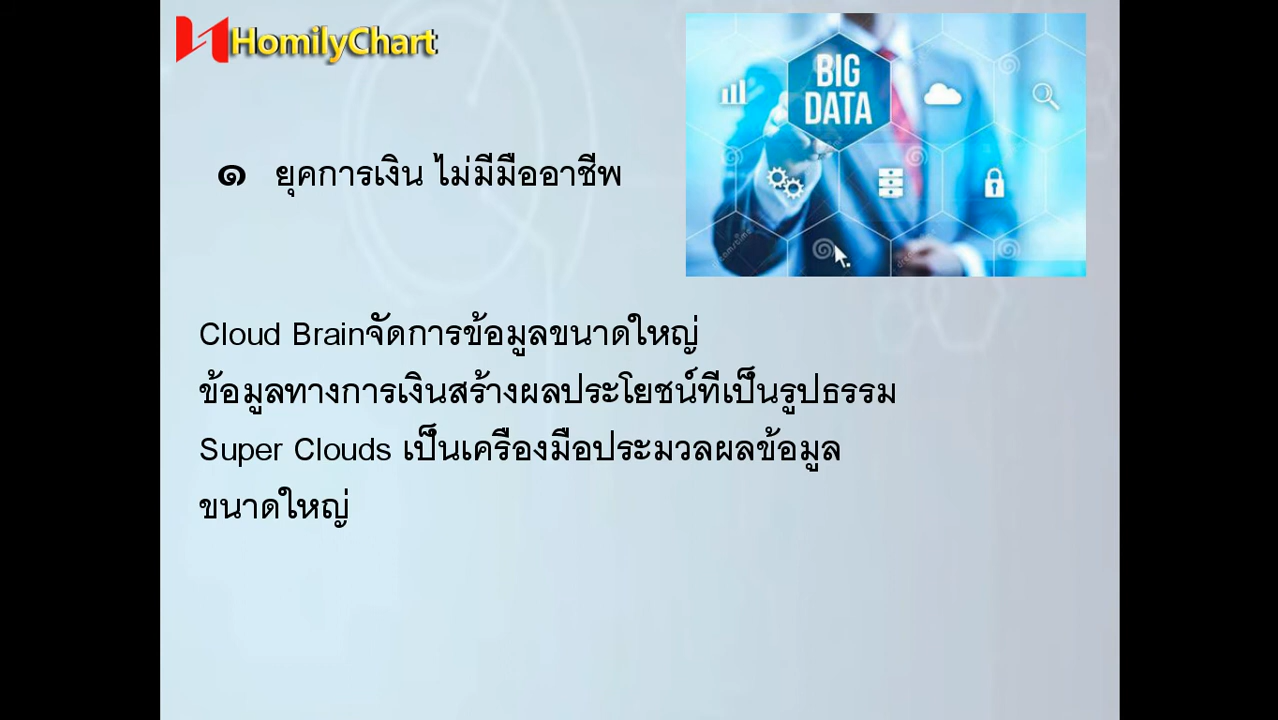 HomilyChart
BIG
DATA
๑ ยุคการเงิน ไม่มีมืออาชีพ
Cloud Brainจัดการข้อมูลขนาดใหญ่
ข้อมูลทางการเงินสร้างผลประโยชน์ทีเป็นรูปธรรม
Super Clouds เป็นเครืองมือประมวลผลข้อมูล
ขนาดใหญ่